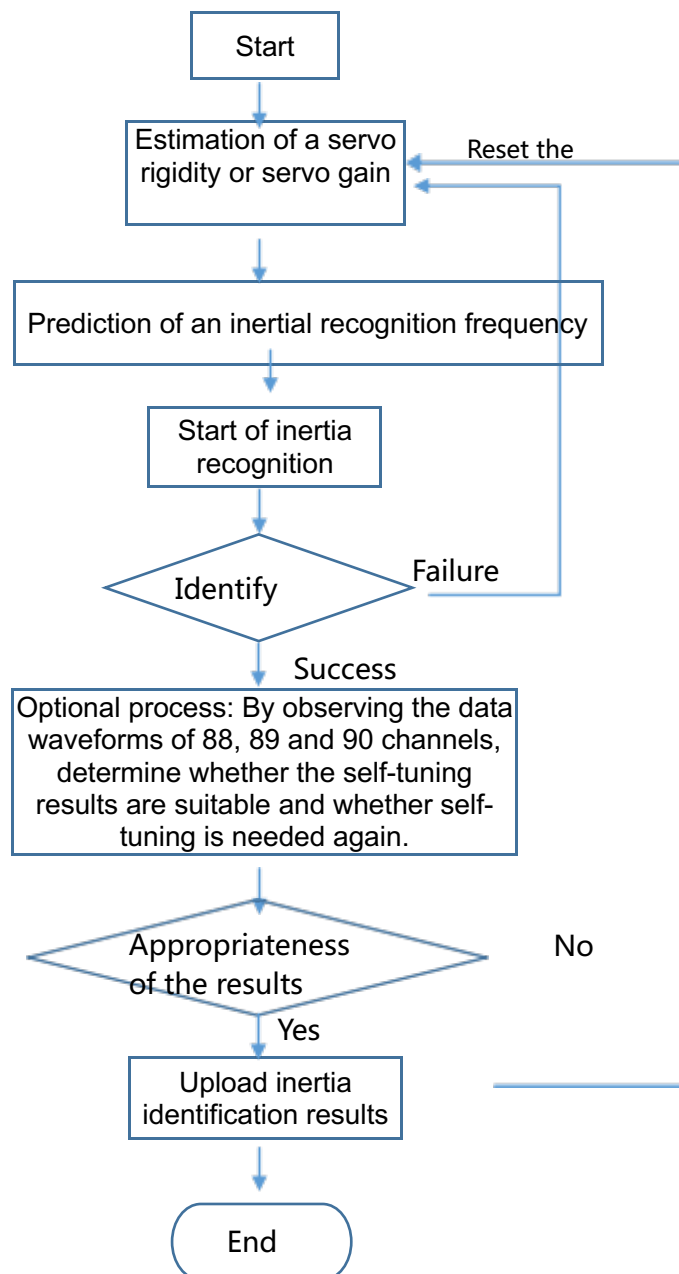 Start
Estimation of a servo
rigidity or servo gain
Reset the
Prediction of an inertial recognition frequency
Start of inertia
recognition
Identify
Failure
Success
Optional process: By observing the data
waveforms of 88, 89 and 90 channels,
determine whether the self-tuning
results are suitable and whether self-
tuning is needed again.
Appropriateness
of the results
No
Yes
Upload inertia
identification results
End